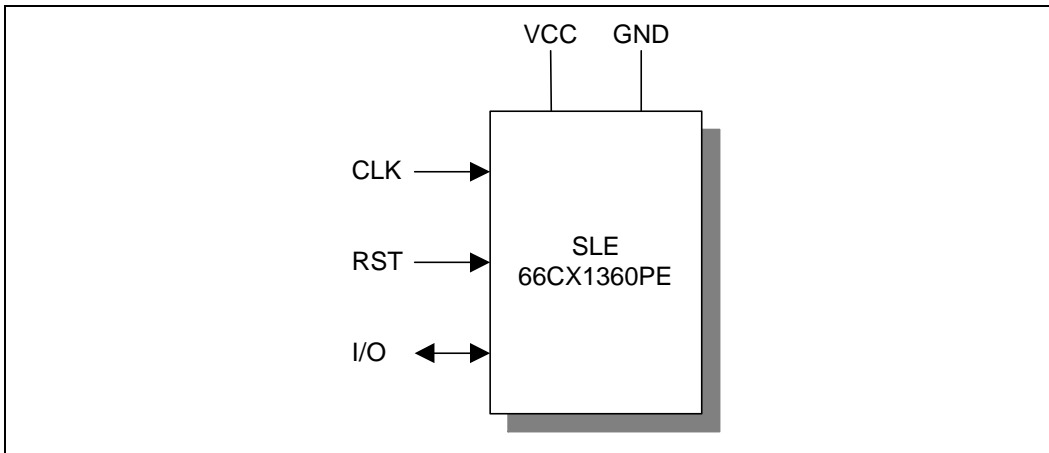 VCC GND
CLK
RST
I/O
SLE
66CX1360PE